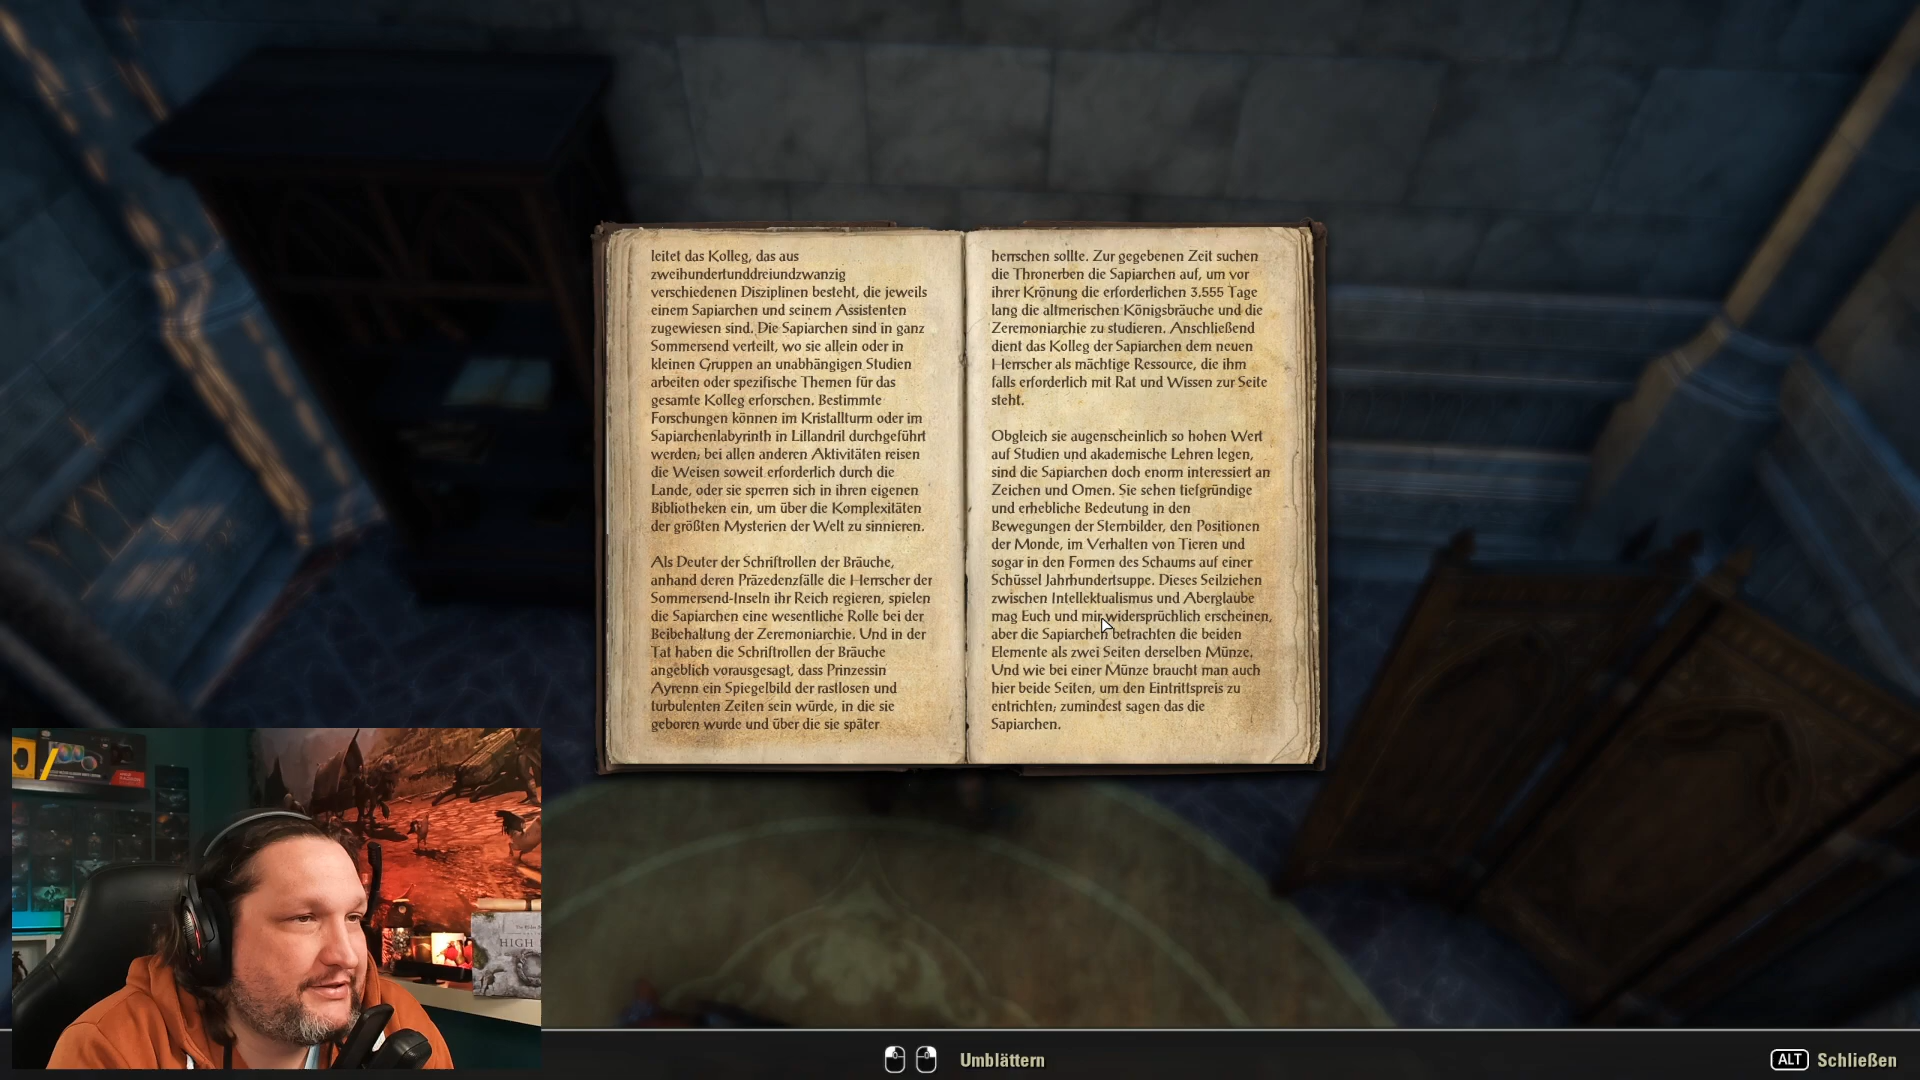 leitet das Kolleg, das aus
zweihundertunddreiundzwanzig
verschiedenen Disziplinen besteht, die jeweils
einem Sapiarchen und seinem Assistenten
zugewiesen sind. Die Sapiarchen sind in ganz
Sommersend verteilt, wo sie allein oder in
kleinen Gruppen an unabhängigen Studien
arbeiten oder spezifische Themen für das
gesamte Kolleg erforschen. Bestimmte
Forschungen können im Kristallturm oder im
Sapiarchenlabyrinth in Lillandril durchgeführt
werden; bei allen anderen Aktivitäten reisen
die Weisen soweit erforderlich durch die
Lande, oder sie sperren sich in ihren eigenen
Bibliotheken ein, um über die Komplexitäten
der größten Mysterien der Welt zu sinnieren.
Als Deuter der Schriftrollen der Bräuche,
anhand deren Präzedenzfälle die Herrscher der
Sommersend-Inseln ihr Reich regieren, spielen
die Sapiarchen eine wesentliche Rolle bei der
Beibehaltung der Zeremoniarchie. Und in der
Tat haben die Schriftrollen der Bräuche
angeblich vorausgesagt, dass Prinzessin
Ayrenn ein Spiegelbild der rastlosen und
turbulenten Zeiten sein würde, in die sie
geboren wurde und über die sie später
herrschen sollte. Zur gegebenen Zeit suchen
die Thronerben die Sapiarchen auf, um vor
ihrer Krönung die erforderlichen 3.555 Tage
lang die altmerischen Königsbräuche und die
Zeremoniarchie zu studieren. Anschließend
dient das Kolleg der Sapiarchen dem neuen
Herrscher als mächtige Ressource, die ihm
falls erforderlich mit Rat und Wissen zur Seite
steht.
Obgleich sie augenscheinlich so hohen Wert
auf Studien und akademische Lehren legen,
sind die Sapiarchen doch enorm interessiert an
Zeichen und Omen. Sie sehen tiefgründige
und erhebliche Bedeutung in den
Bewegungen der Sternbilder, den Positionen
der Monde, im Verhalten von Tieren und
sogar in den Formen des Schaums auf einer
Schüssel Jahrhundertsuppe. Dieses Seilziehen
zwischen Intellektualismus und Aberglaube
mag Euch und mir widersprüchlich erscheinen,
aber die Sapiarchen betrachten die beiden
Elemente als zwei Seiten derselben Münze.
Und wie bei einer Münze braucht man auch
hier beide Seiten, um den Eintrittspreis zu
entrichten; zumindest sagen das die
Sapiarchen.
HIGH
Umblättern
ALT Schließen